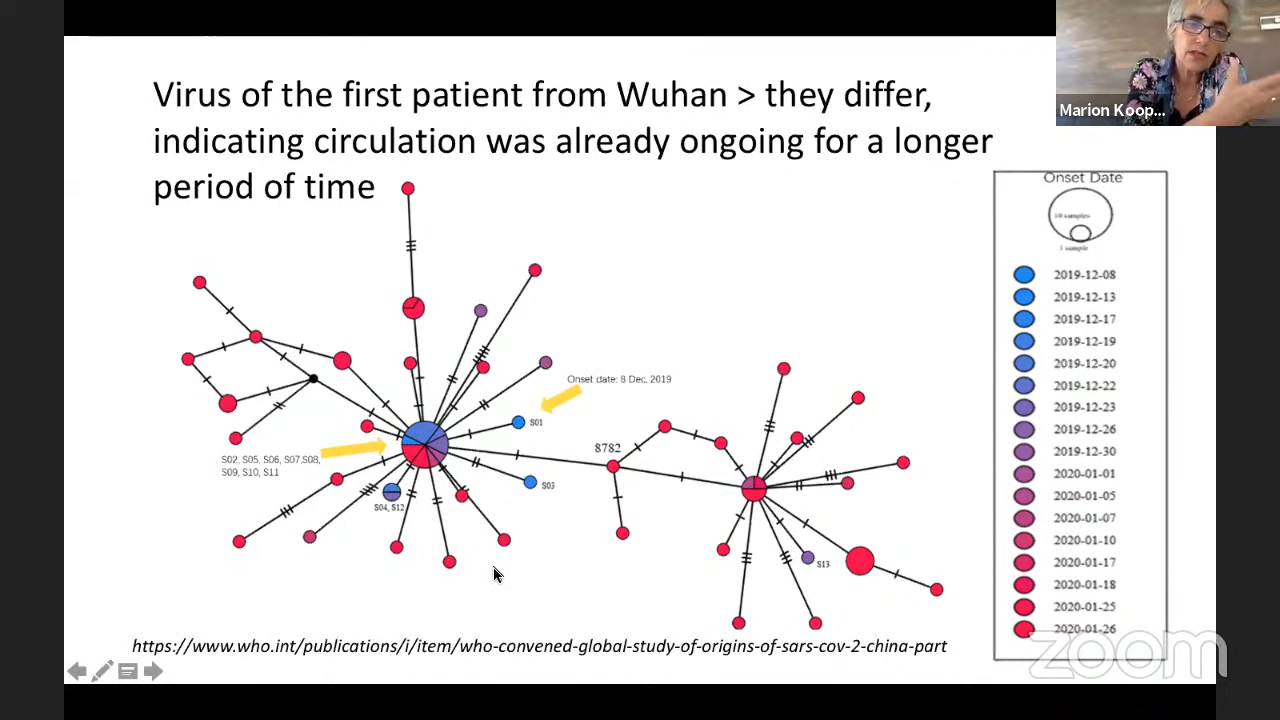 Virus of the first patient from Wuhan > they differ,
indicating circulation was already ongoing for a longer
period of time
Marion Koop...
Onset Date
10 samples
1 sample
2019-12-08
2019-12-13
2019-12-17
2019-12-19
2019-12-20
2019-12-22
2019-12-23
2019-12-26
2019-12-30
2020-01-01
2020-01-05
2020-01-07
2020-01-10
2020-01-17
2020-01-18
2020-01-25
2020-01-26
Onset date: 8 Dec, 2019
S01
8782
S02, S05, S06, S07,S08,
S09, S10, S11
S03
S04, S12
S13
https://www.who.int/publications/i/item/who-convened-global-study-of-origins-of-sars-cov-2-china-part
zoom